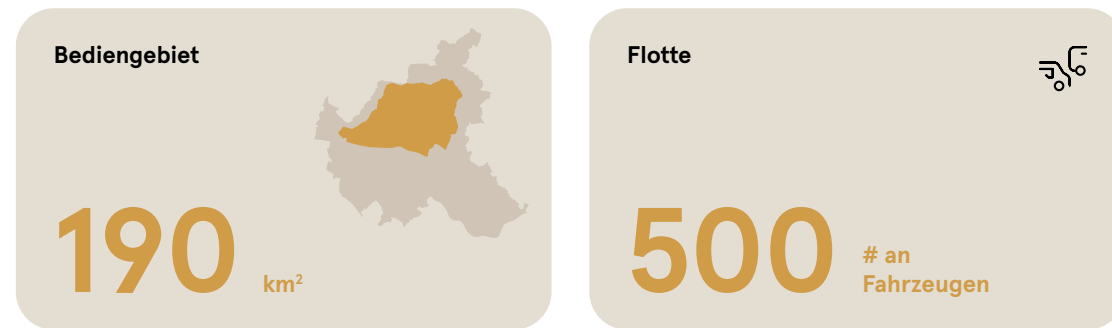 Bediengebiet
190 km²
Flotte
500 # an
Fahrzeugen